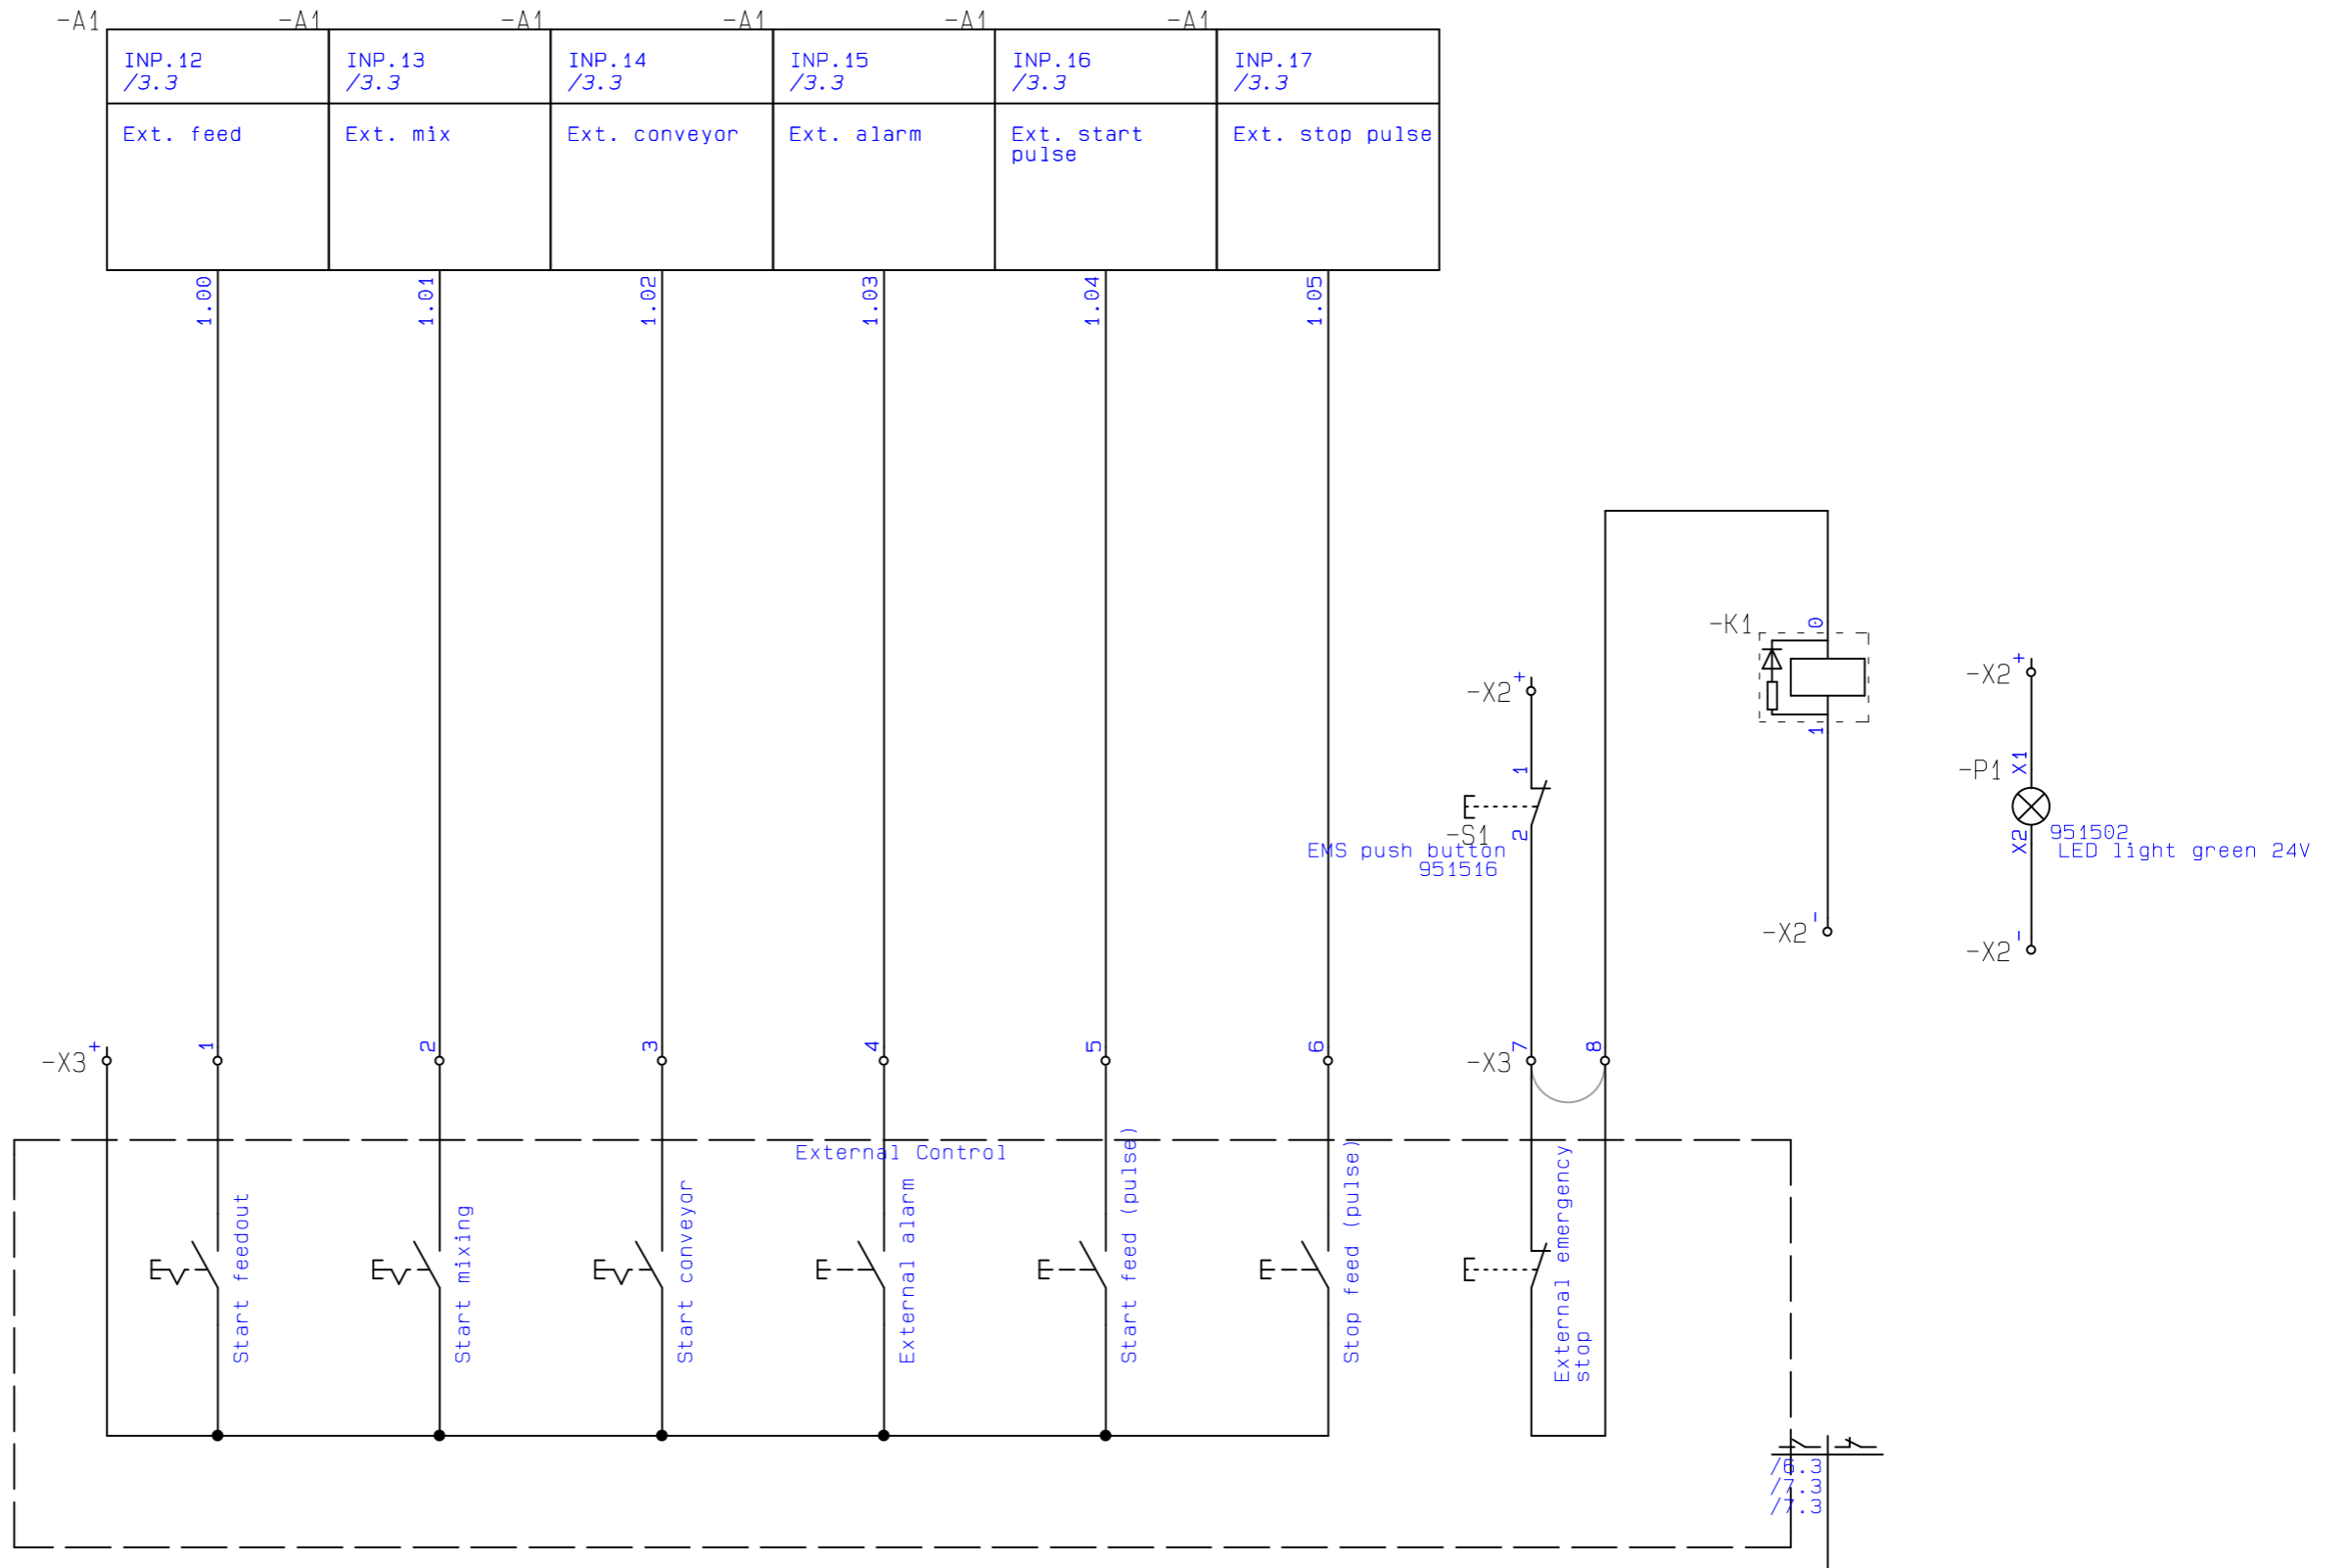 -A1 -A1 -A1 -A1 -A1 -A1
INP.12
/3.3
Ext. feed
INP.13
/3.3
Ext. mix
INP.14
/3.3
Ext. conveyor
INP.15
/3.3
Ext. alarm
INP.16
/3.3
Ext. start
pulse
INP.17
/3.3
Ext. stop pulse
1.00
1.01
1.02
1.03
1.04
1.05
-K1
0
1
-X2 -
-X2 +
1
2
-S1
EMS push button
951516
-X2 +
-P1
X1
X2
951502
LED light green 24V
-X2 -
-X3 +
1
2
3
4
5
6
-X3
7
8
External Control
Start feedout
Start mixing
Start conveyor
External alarm
Start feed (pulse)
Stop feed (pulse)
External emergency
stop
/6.3
/7.3
/7.3